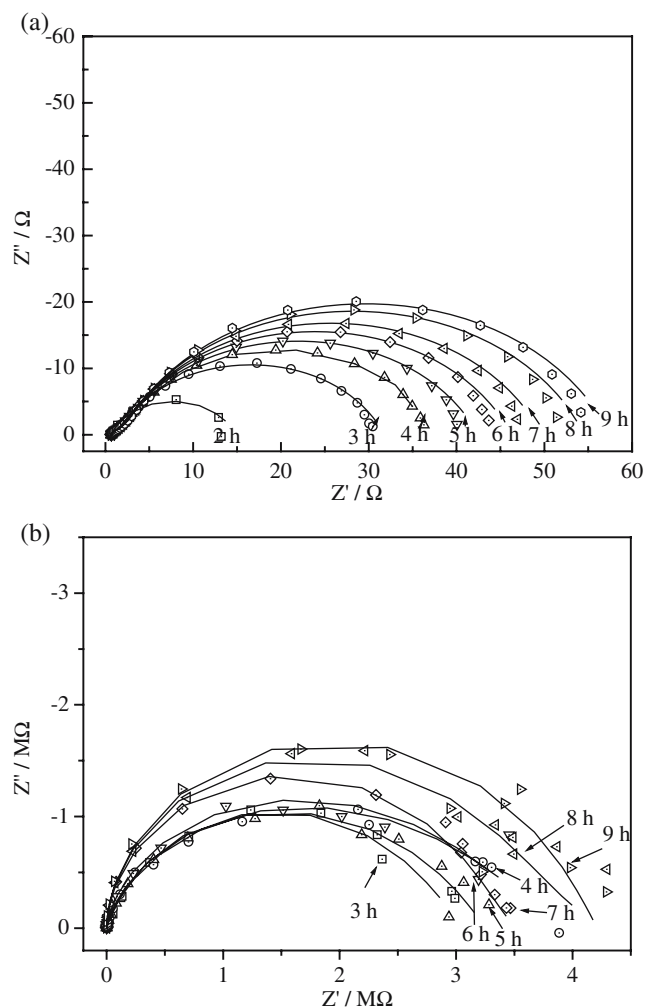 (a)
-60
-50
-40
-30
-20
-10
0
Z'' / Ω
2 h
3 h
4 h
5 h
6 h
7 h
8 h
9 h
0 10 20 30 40 50 60
Z' / Ω
(b)
-3
-2
-1
0
Z'' / MΩ
8 h
9 h
4 h
3 h
7 h
6 h
5 h
0 1 2 3 4
Z' / MΩ